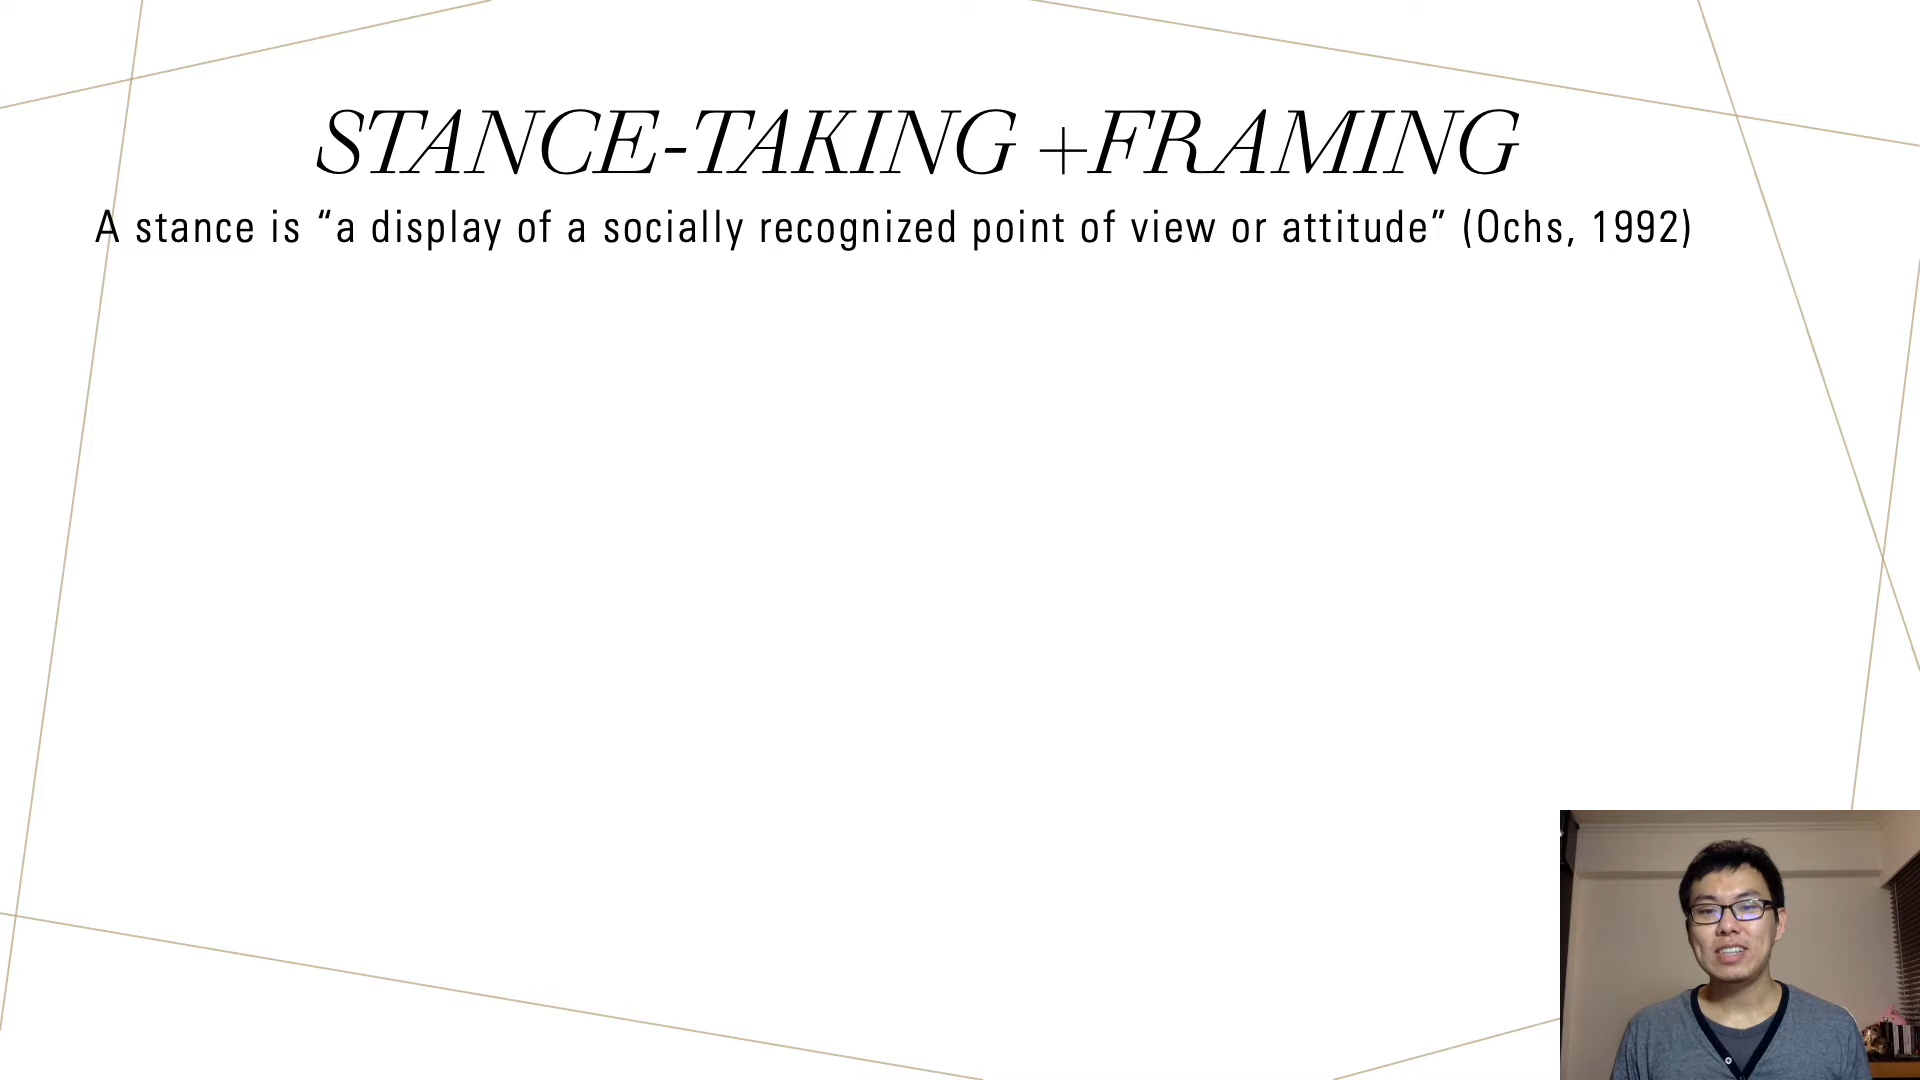 STANCE-TAKING +FRAMING
A stance is “a display of a socially recognized point of view or attitude” (Ochs, 1992)